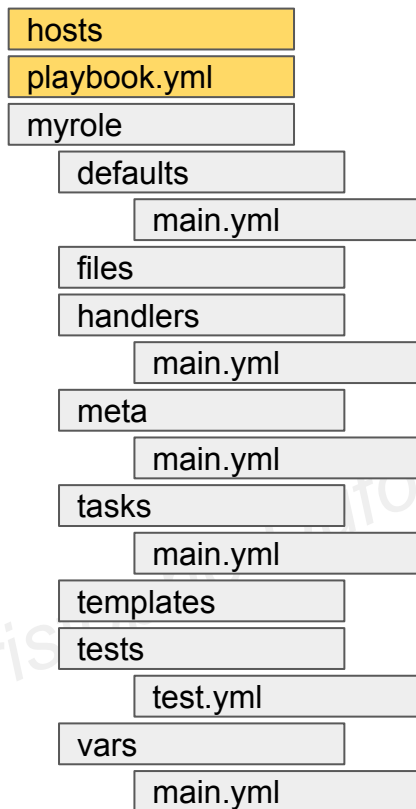 hosts
playbook.yml
myrole
defaults
main.yml
files
handlers
main.yml
meta
main.yml
tasks
main.yml
templates
tests
test.yml
vars
main.yml